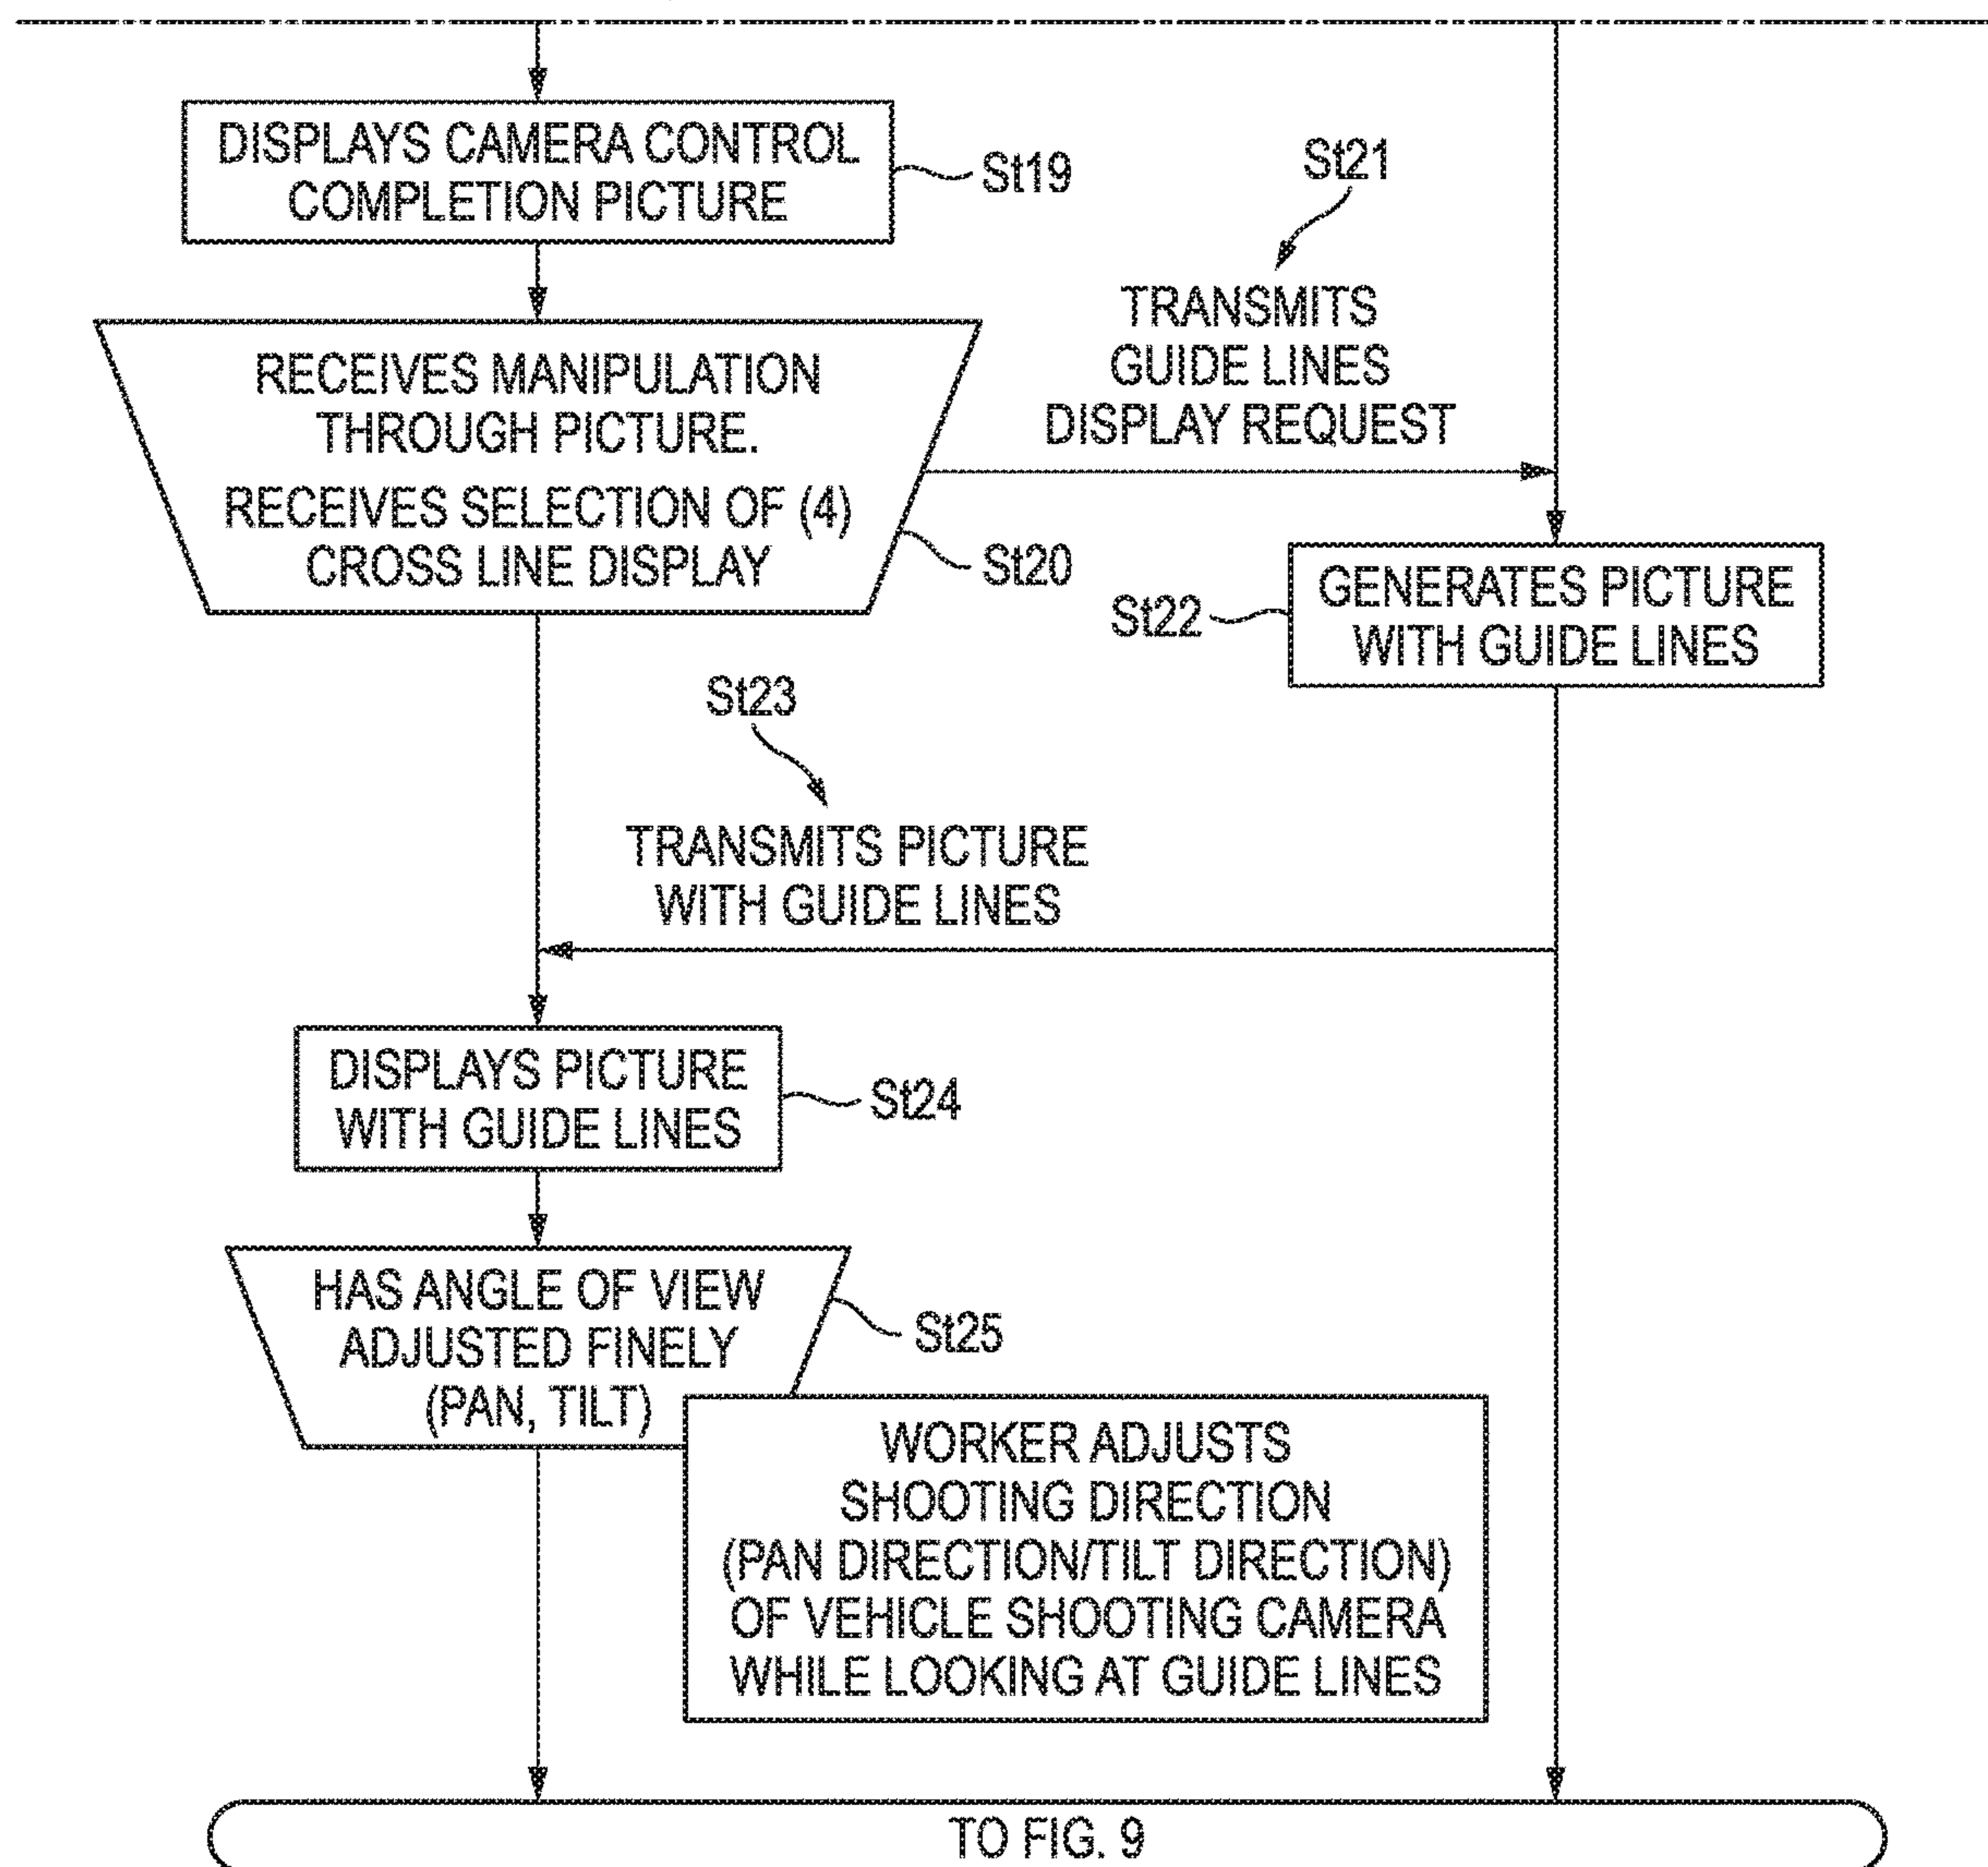 DISPLAYS CAMERA CONTROL
COMPLETION PICTURE
St19
St21
TRANSMITS
GUIDE LINES
DISPLAY REQUEST
RECEIVES MANIPULATION
THROUGH PICTURE.
RECEIVES SELECTION OF (4)
CROSS LINE DISPLAY
St20
St22
GENERATES PICTURE
WITH GUIDE LINES
St23
TRANSMITS PICTURE
WITH GUIDE LINES
DISPLAYS PICTURE
WITH GUIDE LINES
St24
HAS ANGLE OF VIEW
ADJUSTED FINELY
(PAN, TILT)
St25
WORKER ADJUSTS
SHOOTING DIRECTION
(PAN DIRECTION/TILT DIRECTION)
OF VEHICLE SHOOTING CAMERA
WHILE LOOKING AT GUIDE LINES
TO FIG. 9